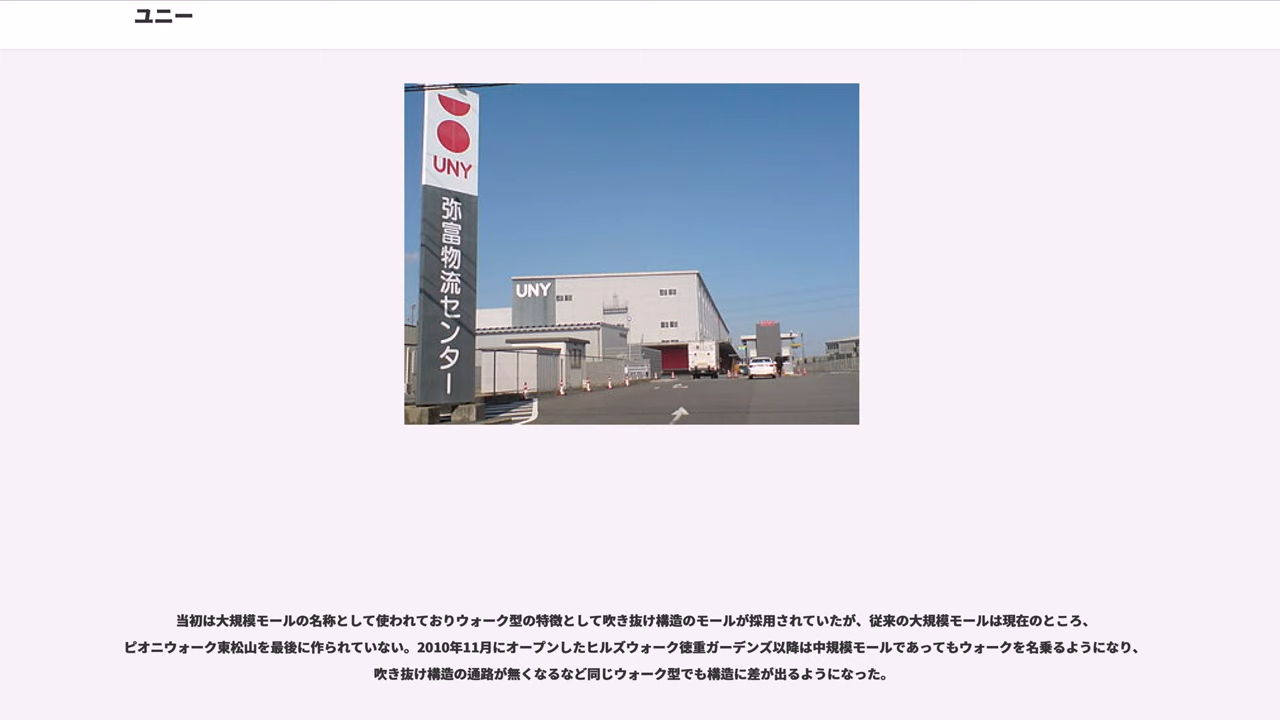 ユニー
UNY
弥富物流センター
UNY
当初は大規模モールの名称として使われておりウォーク型の特徴として吹き抜け構造のモールが採用されていたが、従来の大規模モールは現在のところ、
ピオニウォーク東松山を最後に作られていない。2010年11月にオープンしたヒルズウォーク徳重ガーデンズ以降は中規模モールであってもウォークを名乗るようになり、
吹き抜け構造の通路が無くなるなど同じウォーク型でも構造に差が出るようになった。